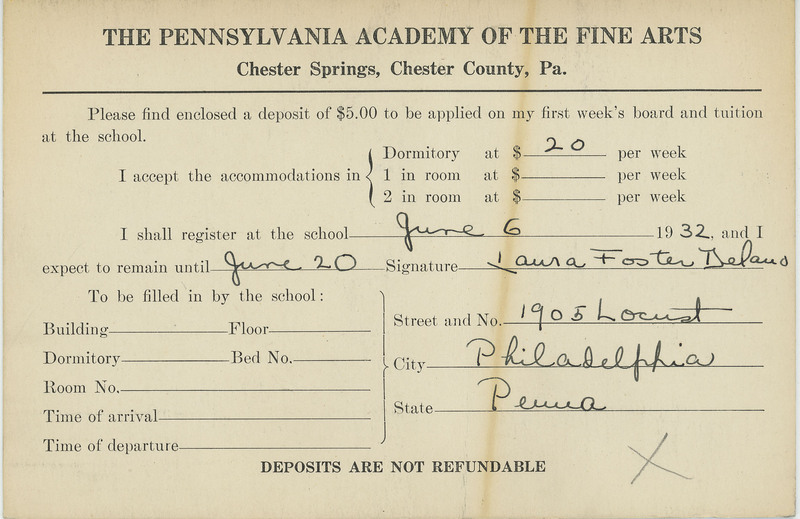 THE PENNSYLVANIA ACADEMY OF THE FINE ARTS
Chester Springs, Chester County, Pa.
Please find enclosed a deposit of $5.00 to be applied on my first week's board and tuition
at the school.
I accept the accommodations in
Dormitory at $ 20 per week
1 in room at $ per week
2 in room at $ per week
I shall register at the school June 6 1932, and I
expect to remain until June 20 Signature Laura Foster Delano
To be filled in by the school:
Building Floor
Dormitory Bed No.
Room No.
Time of arrival
Time of departure
Street and No. 1905 Locust
City Philadelphia
State Penna
DEPOSITS ARE NOT REFUNDABLE
X